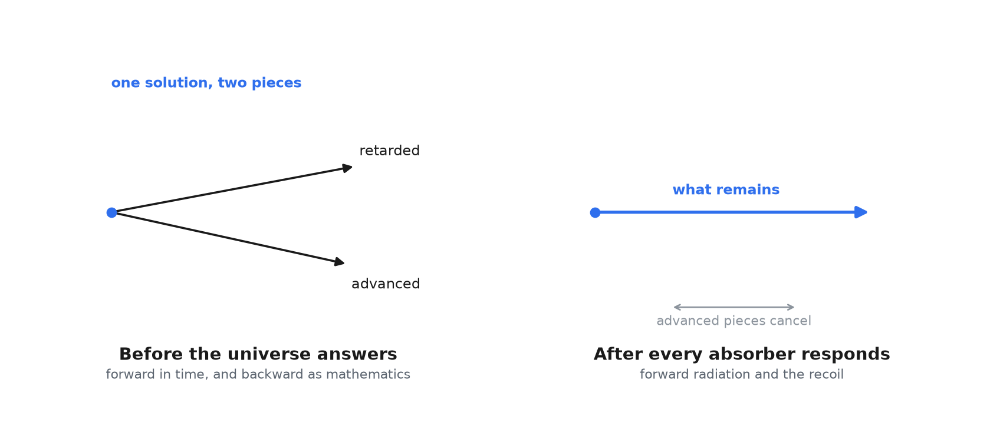 one solution, two pieces
retarded
advanced
Before the universe answers
forward in time, and backward as mathematics
what remains
advanced pieces cancel
After every absorber responds
forward radiation and the recoil